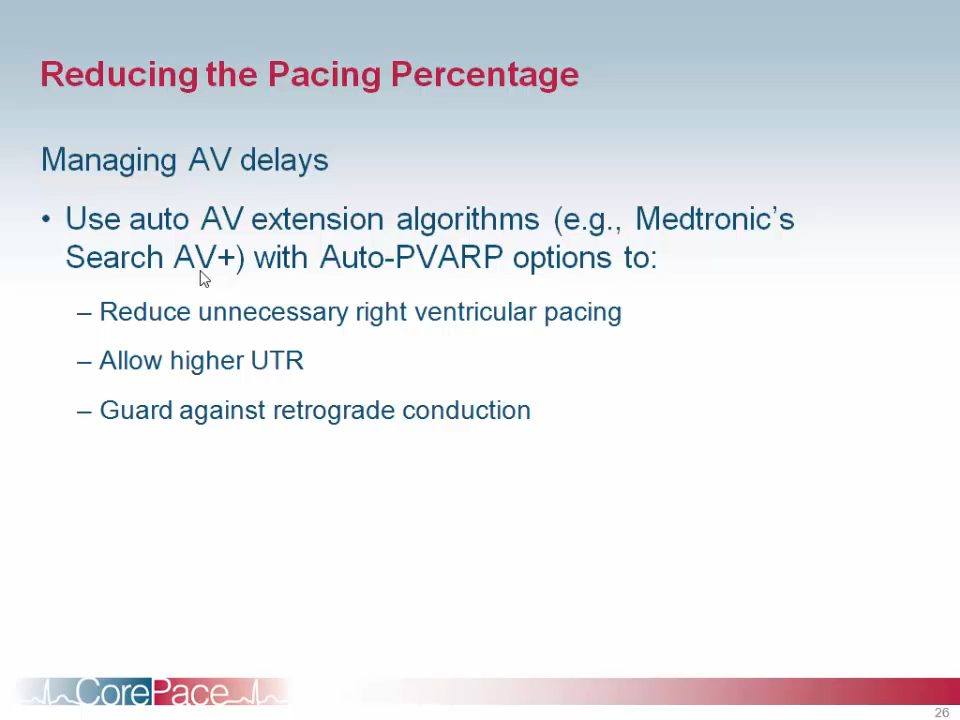 Reducing the Pacing Percentage
Managing AV delays
• Use auto AV extension algorithms (e.g., Medtronic’s
Search AV+) with Auto-PVARP options to:
– Reduce unnecessary right ventricular pacing
– Allow higher UTR
– Guard against retrograde conduction
CorePace
26